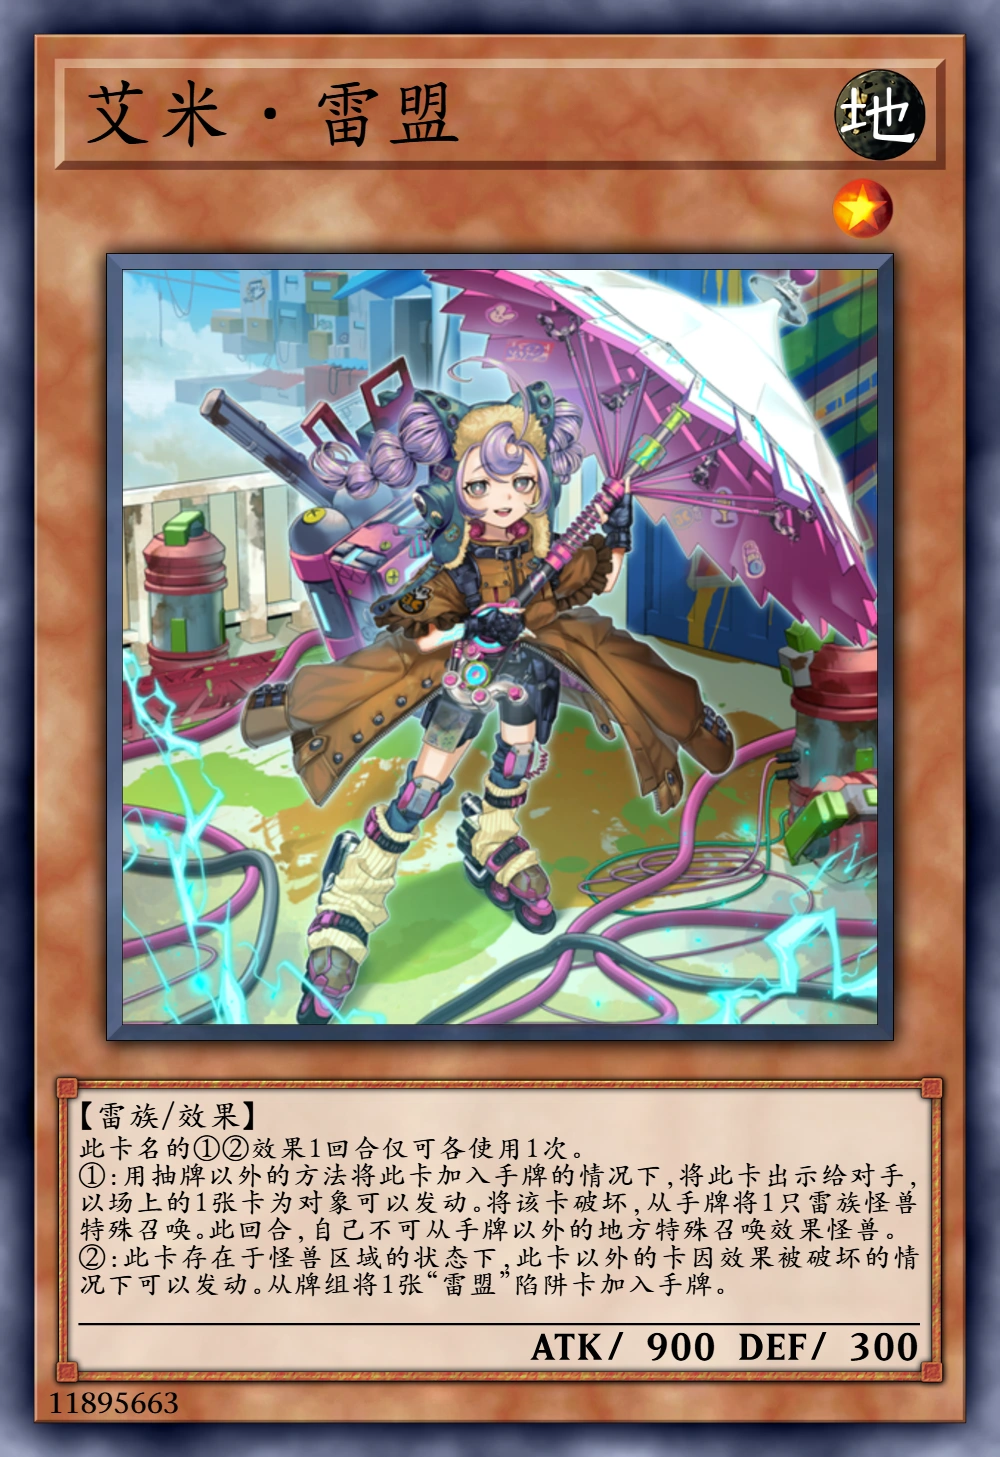 艾米·雷盟
地
【雷族/效果】
此卡名的①②效果1回合仅可各使用1次。
①:用抽牌以外的方法将此卡加入手牌的情况下,将此卡出示给对手,
以场上的1张卡为对象可以发动。将该卡破坏,从手牌将1只雷族怪兽
特殊召唤。此回合,自己不可从手牌以外的地方特殊召唤效果怪兽。
②:此卡存在于怪兽区域的状态下,此卡以外的卡因效果被破坏的情
况下可以发动。从牌组将1张“雷盟”陷阱卡加入手牌。
ATK/ 900 DEF/ 300
11895663